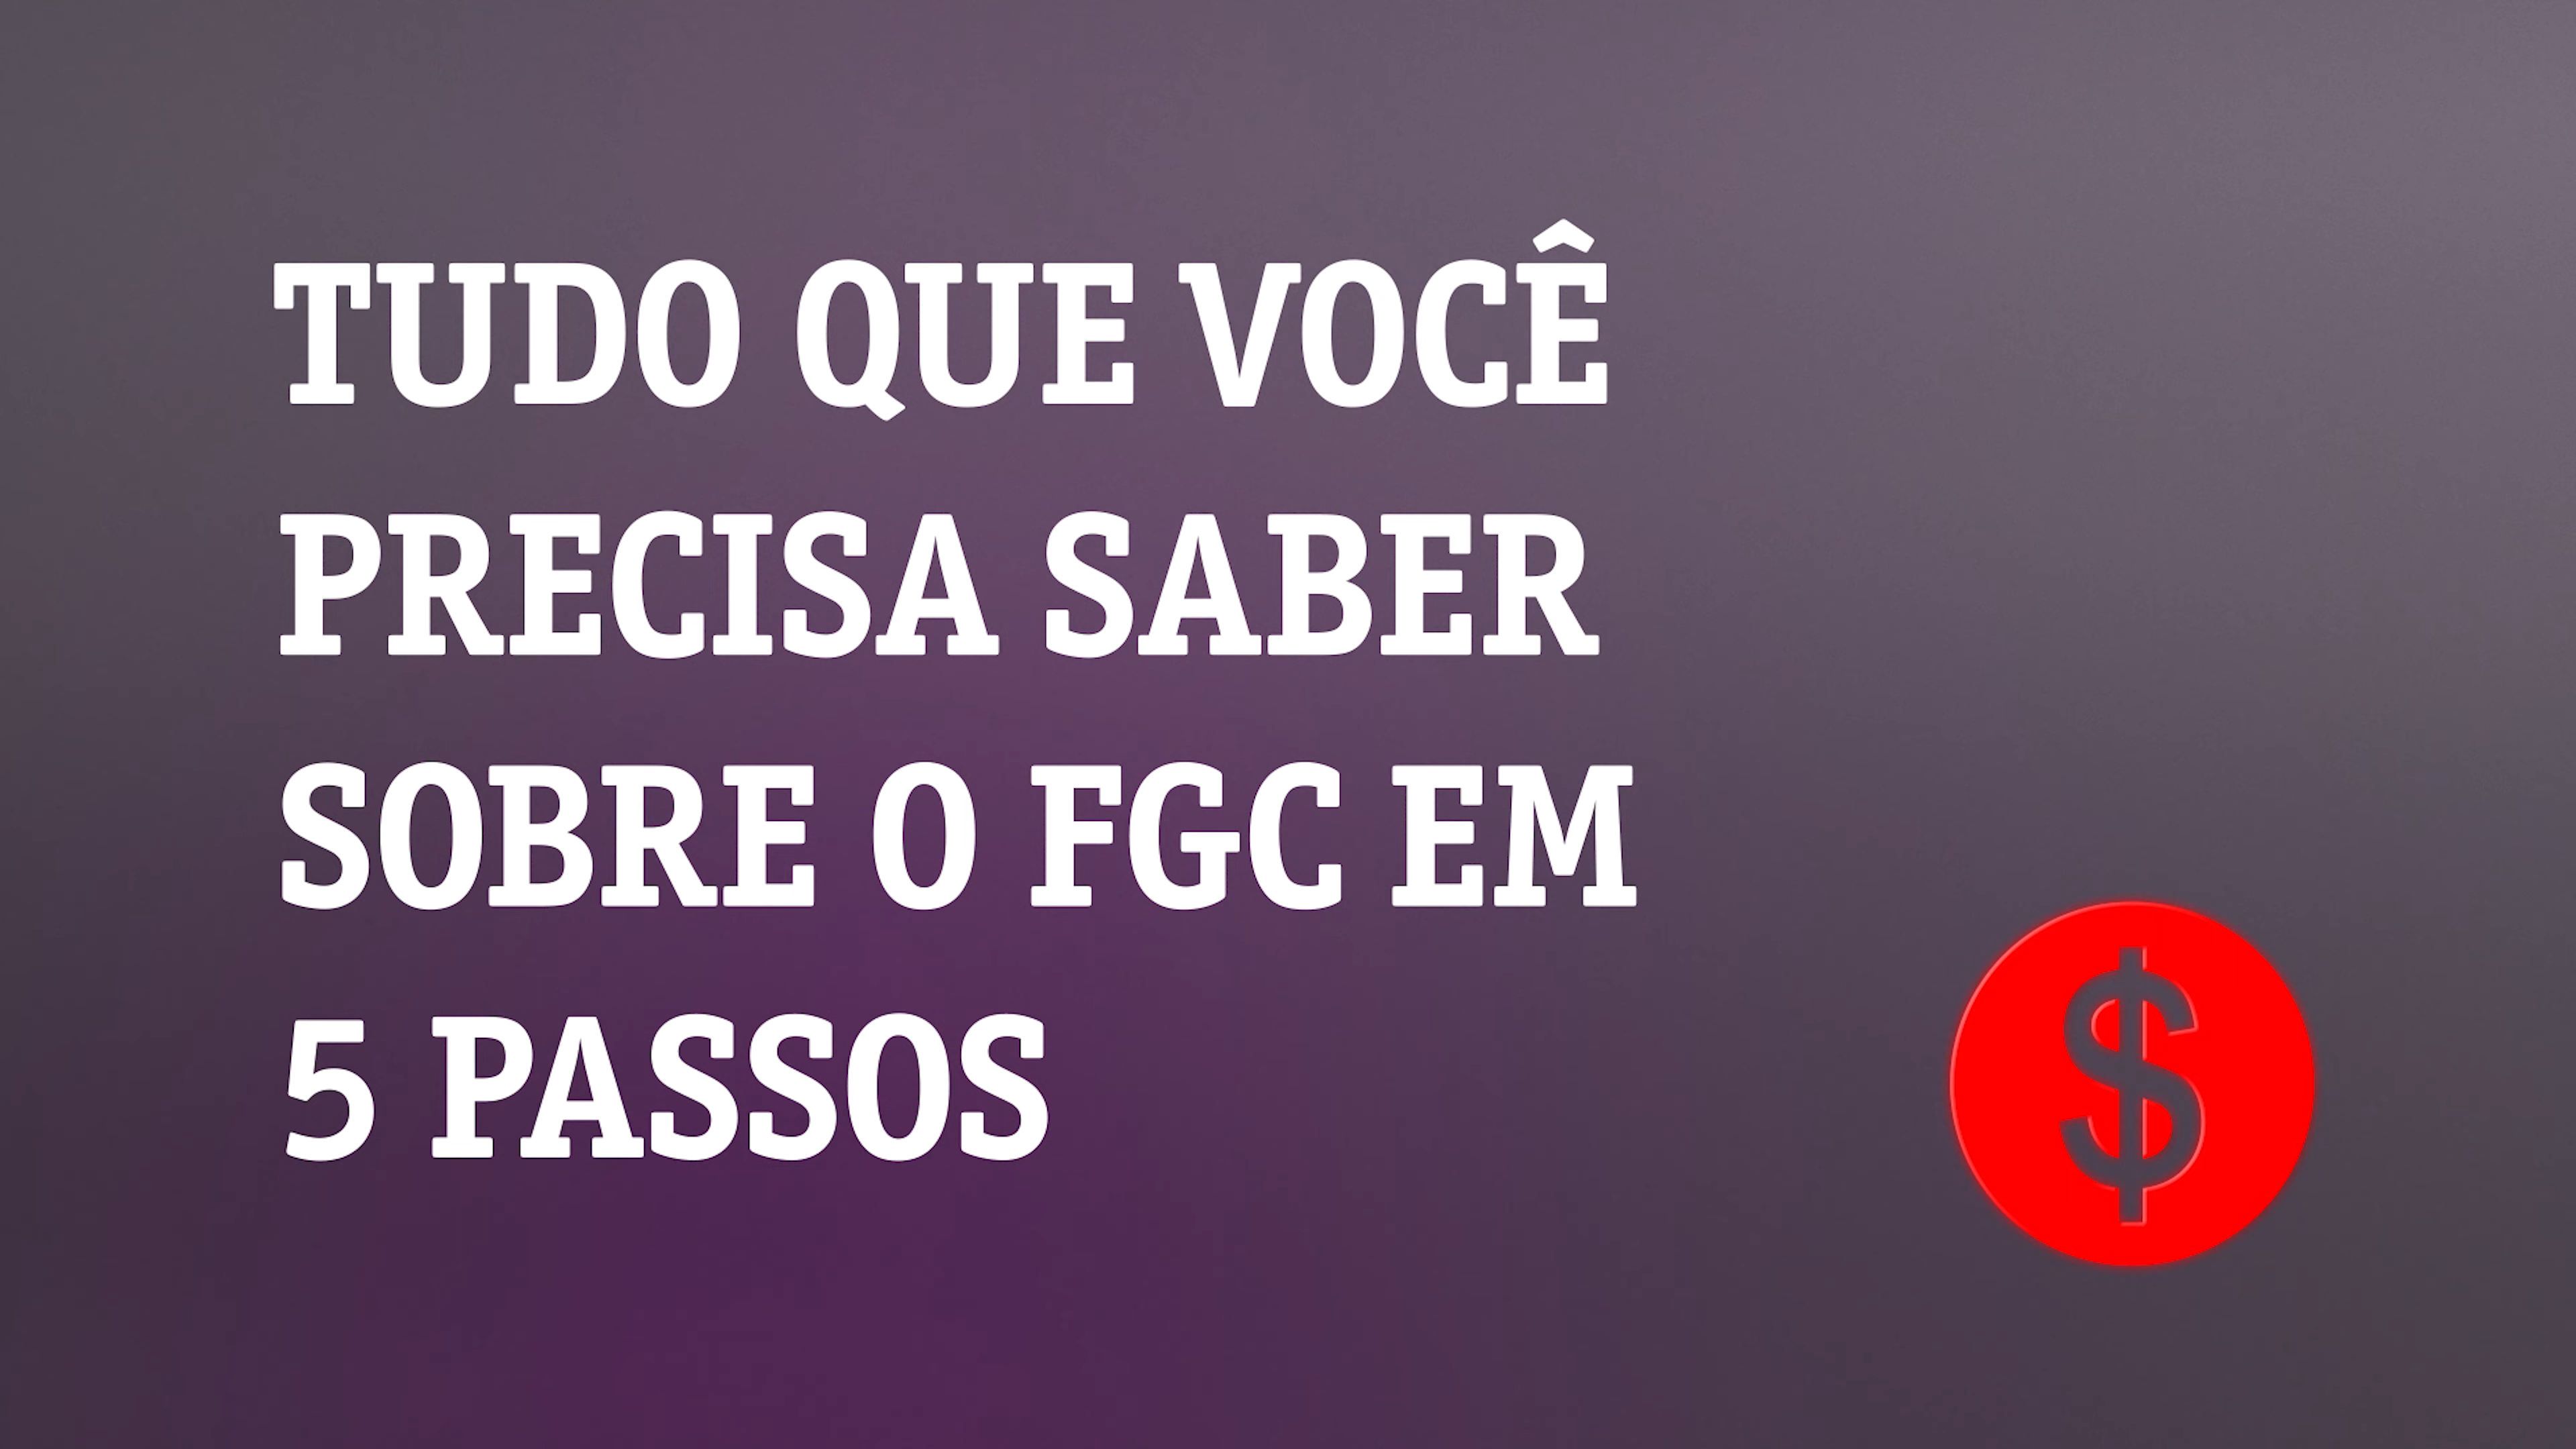 TUDO QUE VOCÊ
PRECISA SABER
SOBRE O FGC EM
5 PASSOS
$